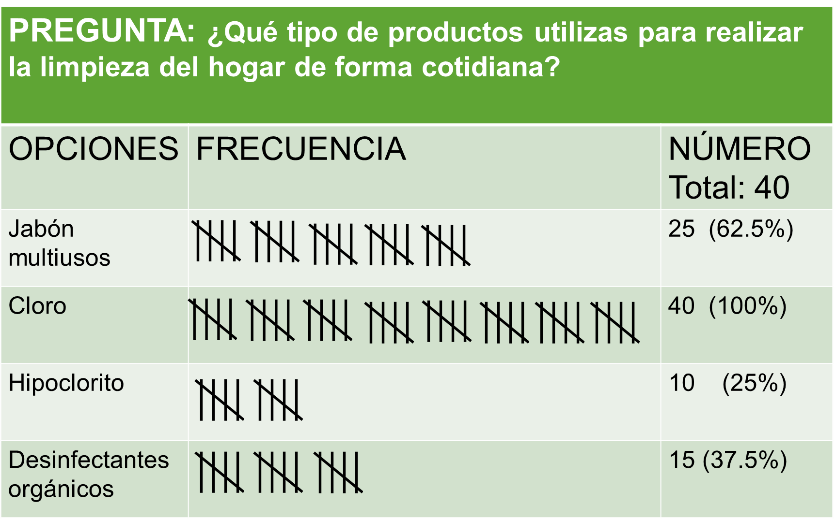 PREGUNTA: ¿Qué tipo de productos utilizas para realizar
la limpieza del hogar de forma cotidiana?
OPCIONES FRECUENCIA NÚMERO
Total: 40
Jabón
multiusos
25 (62.5%)
Cloro
40 (100%)
Hipoclorito
10 (25%)
Desinfectantes
orgánicos
15 (37.5%)